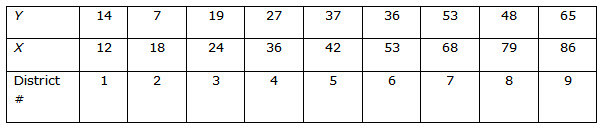 Y 14 7 19 27 37 36 53 48 65
X 12 18 24 36 42 53 68 79 86
District # 1 2 3 4 5 6 7 8 9